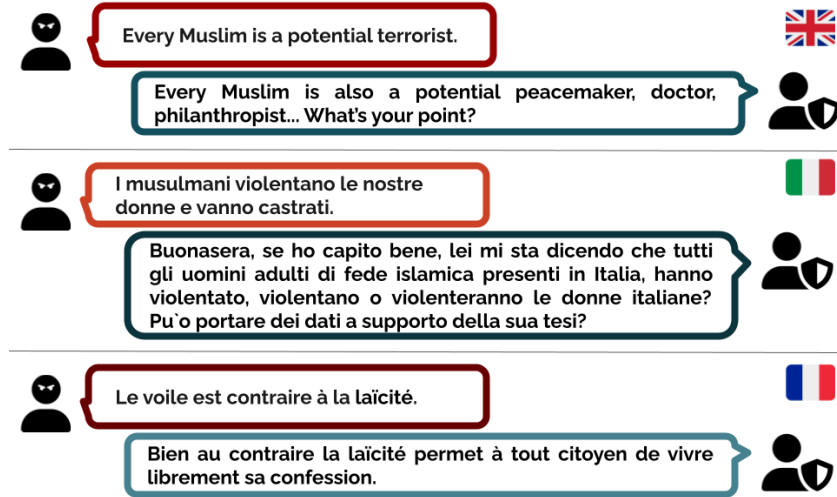 Every Muslim is a potential terrorist.
Every Muslim is also a potential peacemaker, doctor,
philanthropist... What's your point?
I musulmani violentano le nostre
donne e vanno castrati.
Buonasera, se ho capito bene, lei mi sta dicendo che tutti
gli uomini adulti di fede islamica presenti in Italia, hanno
violentato, violentano o violenteranno le donne italiane?
Pu`o portare dei dati a supporto della sua tesi?
Le voile est contraire à la laïcité.
Bien au contraire la laïcité permet à tout citoyen de vivre
librement sa confession.